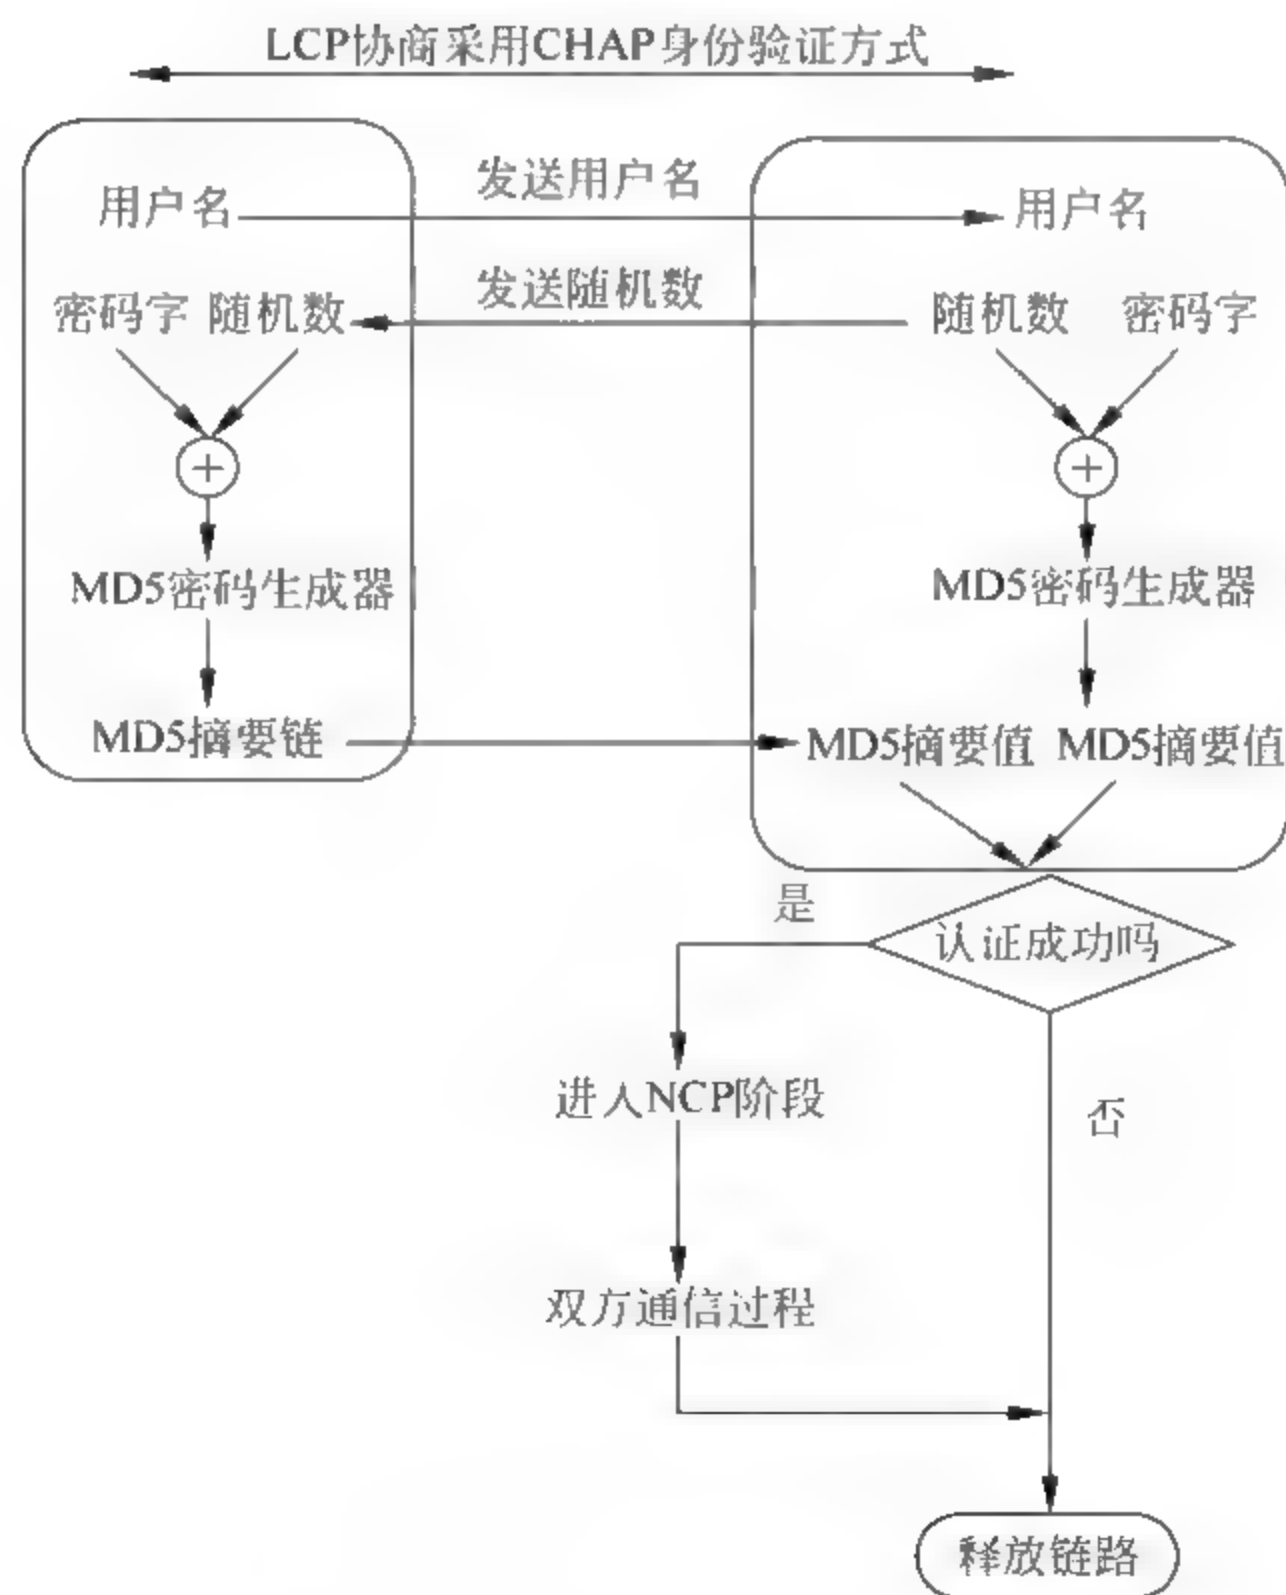 LCP协商采用CHAP身份验证方式
发送用户名
用户名
用户名
发送随机数
密码字 随机数
随机数 密码字
+
+
MD5密码生成器
MD5密码生成器
MD5摘要链
MD5摘要值 MD5摘要值
是
认证成功吗
进入NCP阶段
否
双方通信过程
释放链路